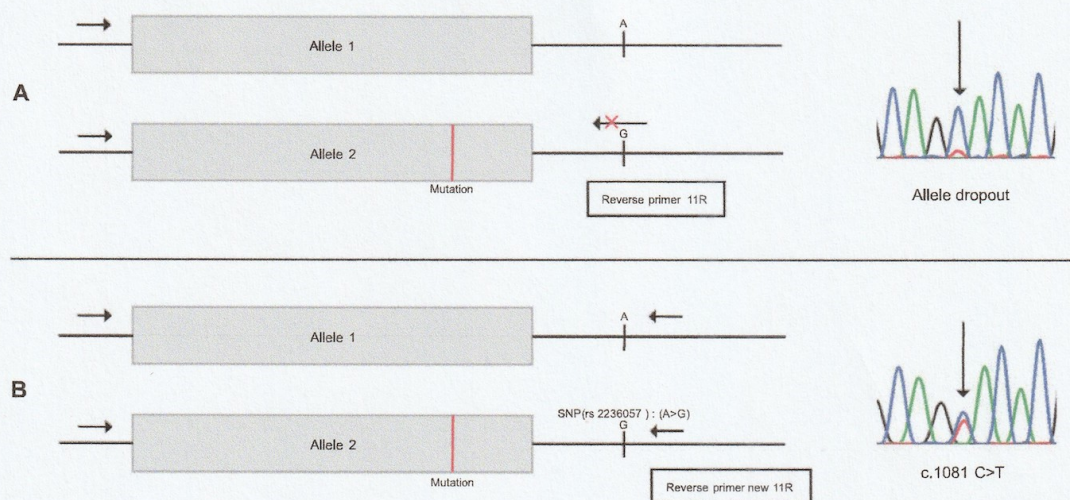 A
Allele 1
A
Allele 2
Mutation
G
Reverse primer 11R
Allele dropout
B
Allele 1
A
Allele 2
Mutation
SNP(rs 2236057 ) : (A>G)
G
Reverse primer new 11R
c.1081 C>T